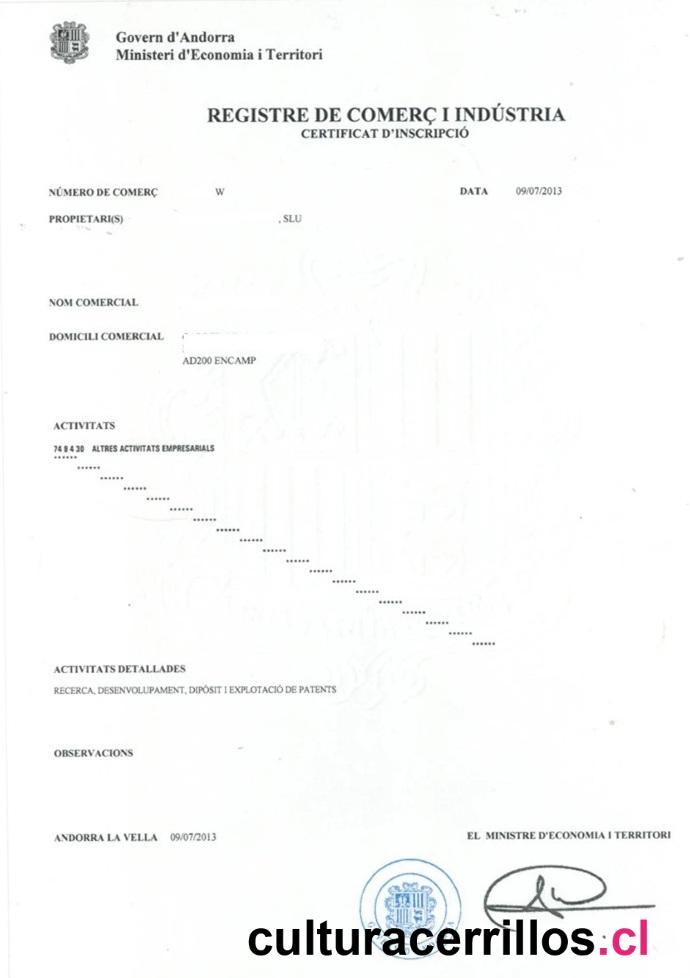 Govern d'Andorra
Ministeri d'Economia i Territori
REGISTRE DE COMERÇ I INDÚSTRIA
CERTIFICAT D'INSCRIPCIÓ
NÚMERO DE COMERÇ W DATA 09/07/2013
PROPIETARI(S) , SLU
NOM COMERCIAL
DOMICILI COMERCIAL
AD200 ENCAMP
ACTIVITATS
74 8 4 30 ALTRES ACTIVITATS EMPRESARIALS
ACTIVITATS DETALLADES
RECERCA, DESENVOLUPAMENT, DIPÒSIT I EXPLOTACIÓ DE PATENTS
OBSERVACIONS
ANDORRA LA VELLA 09/07/2013
EL MINISTRE D'ECONOMIA I TERRITORI
culturacerrillos.cl